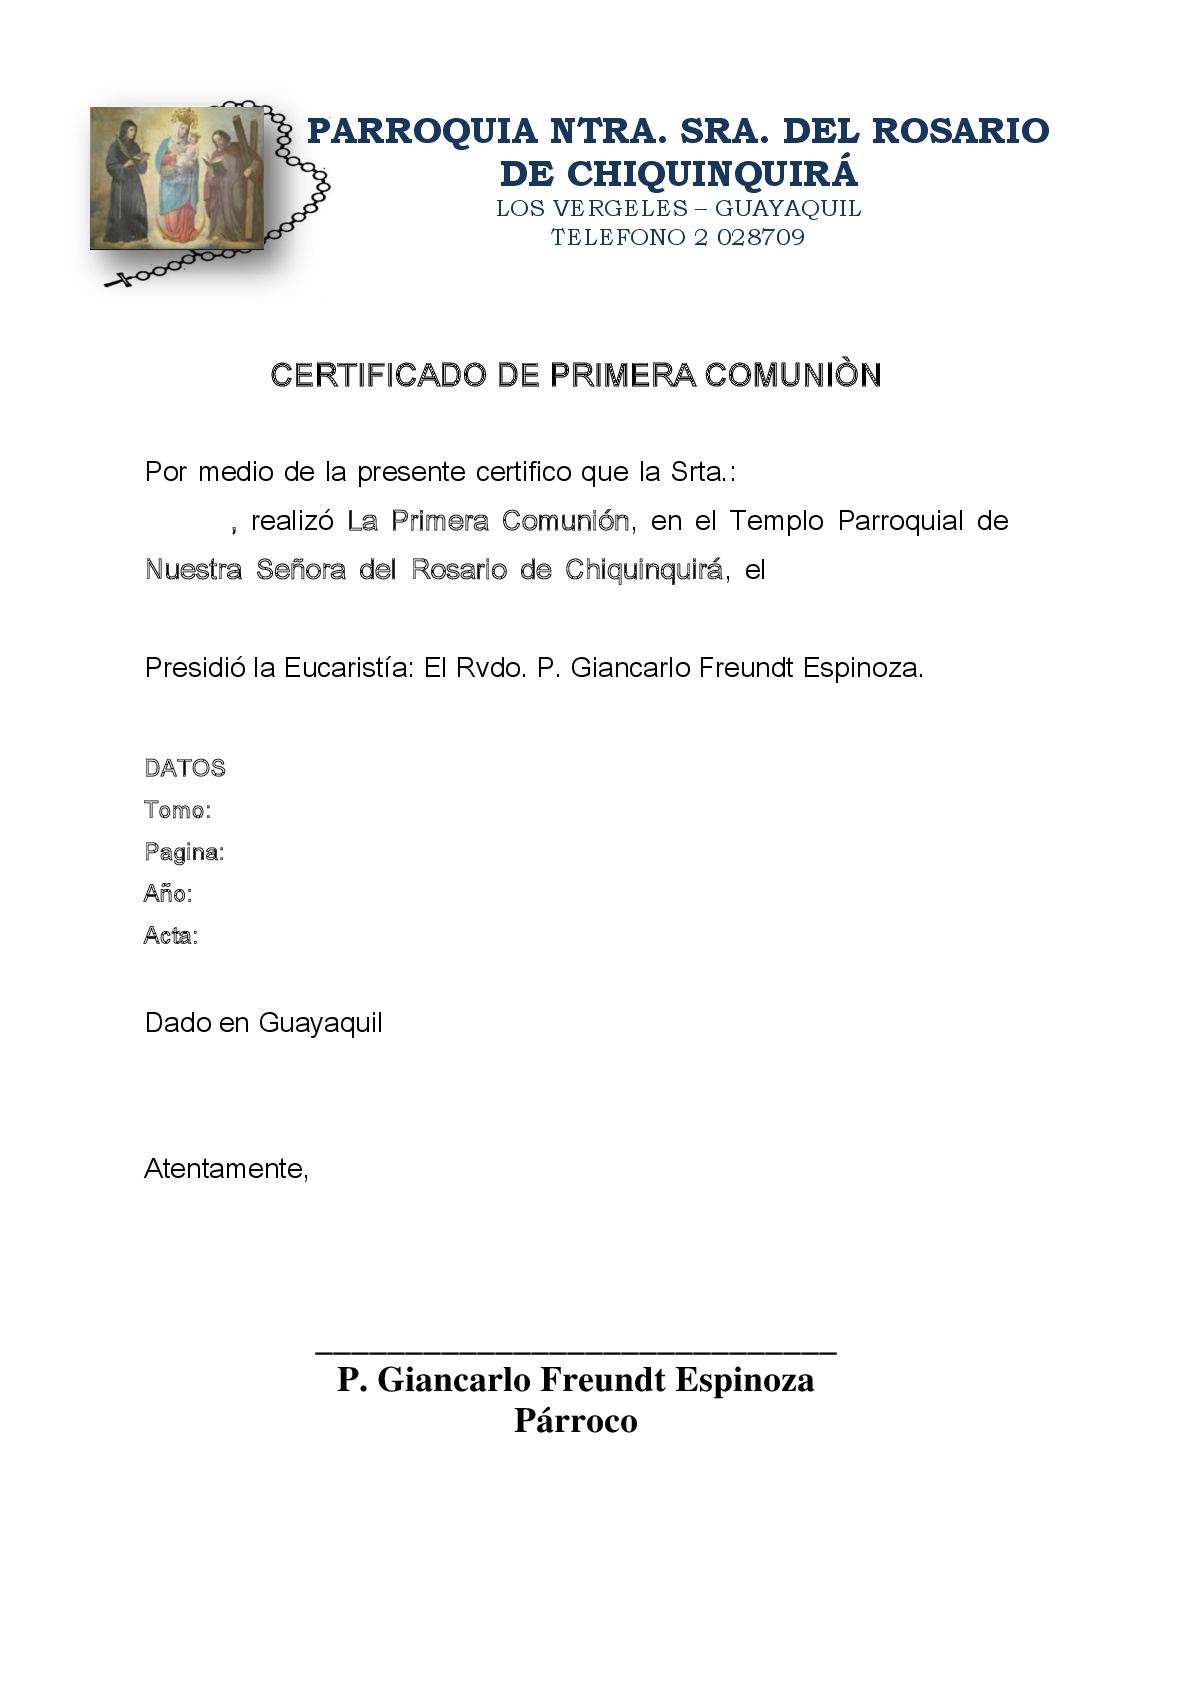 PARROQUIA NTRA. SRA. DEL ROSARIO
DE CHIQUINQUIRÁ
LOS VERGELES – GUAYAQUIL
TELEFONO 2 028709
CERTIFICADO DE PRIMERA COMUNIÒN
Por medio de la presente certifico que la Srta.:
, realizó La Primera Comunión, en el Templo Parroquial de
Nuestra Señora del Rosario de Chiquinquirá, el
Presidió la Eucaristía: El Rvdo. P. Giancarlo Freundt Espinoza.
DATOS
Tomo:
Pagina:
Año:
Acta:
Dado en Guayaquil
Atentamente,
_____________________________
P. Giancarlo Freundt Espinoza
Párroco